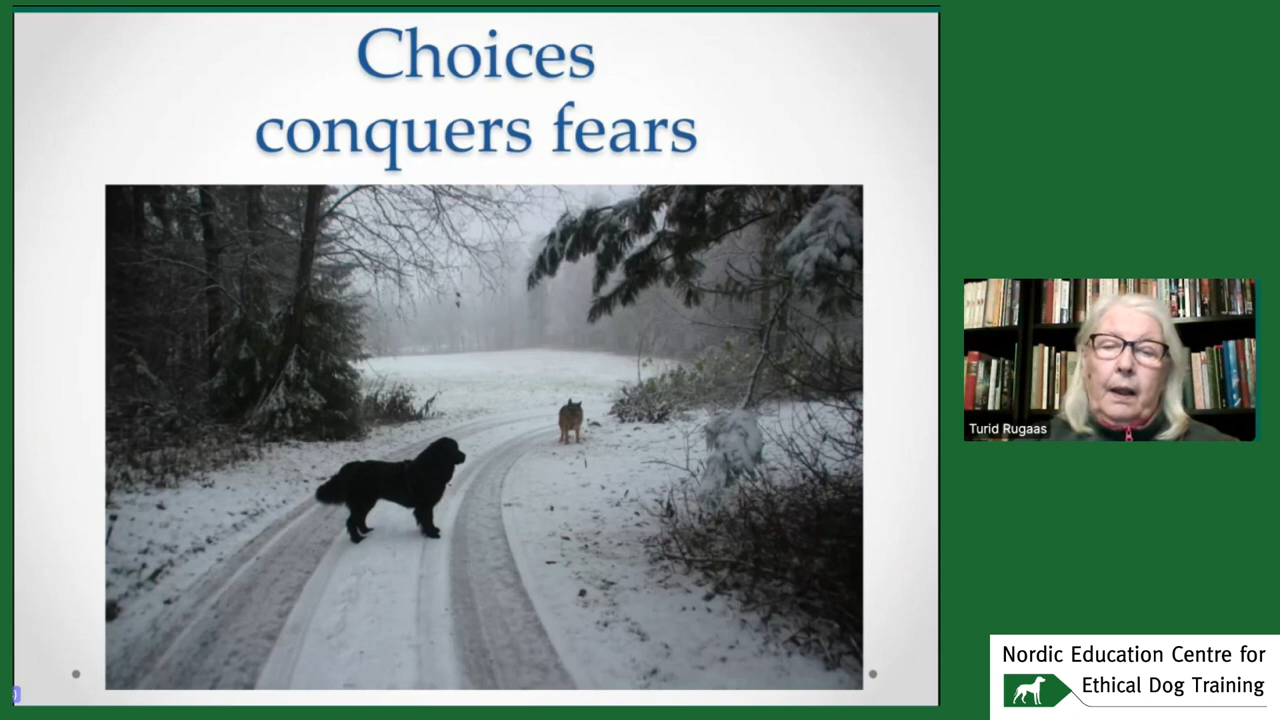 Choices
conquers fears
Turid Rugaas
Nordic Education Centre for
Ethical Dog Training